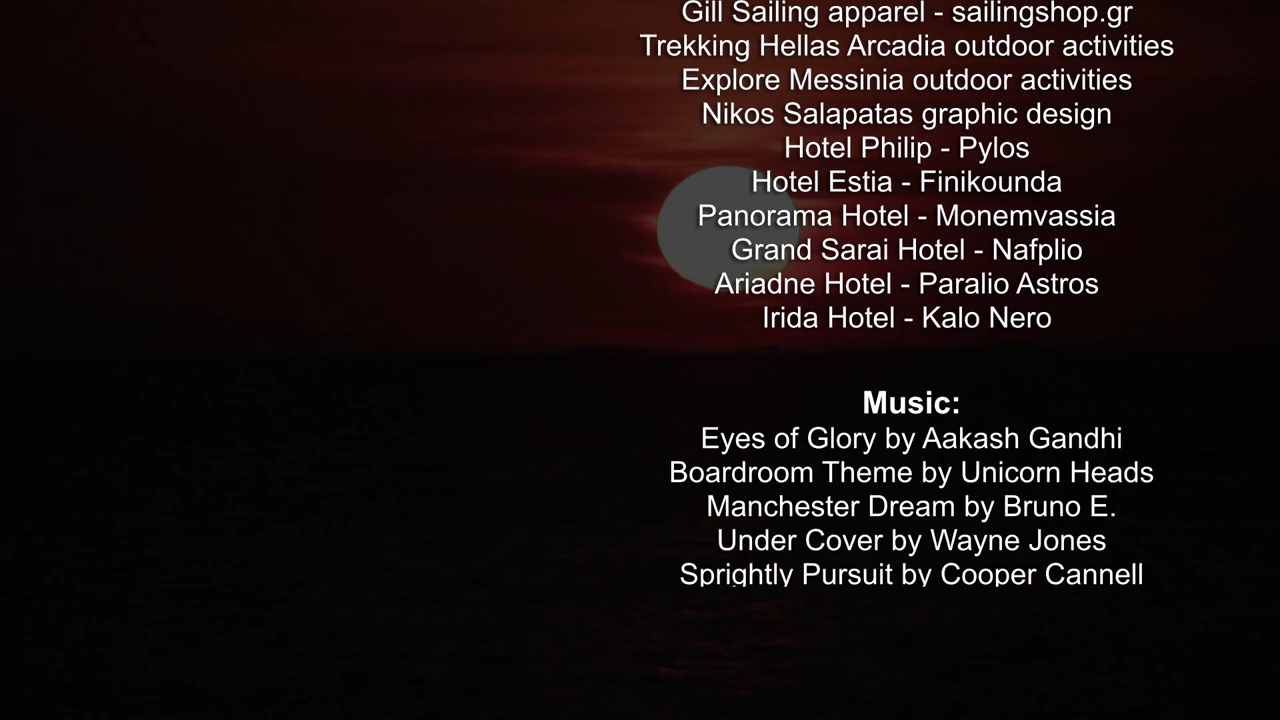 Gill Sailing apparel - sailingshop.gr
Trekking Hellas Arcadia outdoor activities
Explore Messinia outdoor activities
Nikos Salapatas graphic design
Hotel Philip - Pylos
Hotel Estia - Finikounda
Panorama Hotel - Monemvassia
Grand Sarai Hotel - Nafplio
Ariadne Hotel - Paralio Astros
Irida Hotel - Kalo Nero
Music:
Eyes of Glory by Aakash Gandhi
Boardroom Theme by Unicorn Heads
Manchester Dream by Bruno E.
Under Cover by Wayne Jones
Sprightly Pursuit by Cooper Cannell